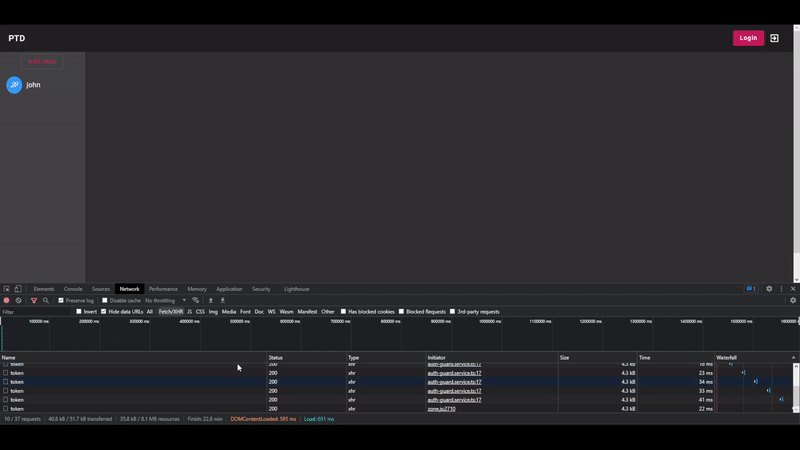 PTD
Login
JP
john
Elements Console Sources Network Performance Memory Application Security Lighthouse 1
Preserve log Disable cache No throttling
Filter Invert Hide data URLs All Fetch/XHR JS CSS Img Media Font Doc WS Wasm Manifest Other Has blocked cookies Blocked Requests 3rd-party requests
100000 ms 200000 ms 300000 ms 400000 ms 500000 ms 600000 ms 700000 ms 800000 ms 900000 ms 1000000 ms 1100000 ms 1200000 ms 1300000 ms 1400000 ms 1500000 ms
Name Status Type Initiator Size Time Waterfall
token 200 xhr auth-guard.service.ts:17 4.3 kB 18 ms
token 200 xhr auth-guard.service.ts:17 4.3 kB 23 ms
token 200 xhr auth-guard.service.ts:17 4.3 kB 34 ms
token 200 xhr auth-guard.service.ts:17 4.3 kB 33 ms
token 200 xhr auth-guard.service.ts:17 4.3 kB 41 ms
token 200 xhr zone.js:2710 4.3 kB 22 ms
10 / 37 requests 40.8 kB / 51.7 kB transferred 35.8 kB / 8.1 MB resources Finish: 22.8 min DOMContentLoaded: 595 ms Load: 691 ms